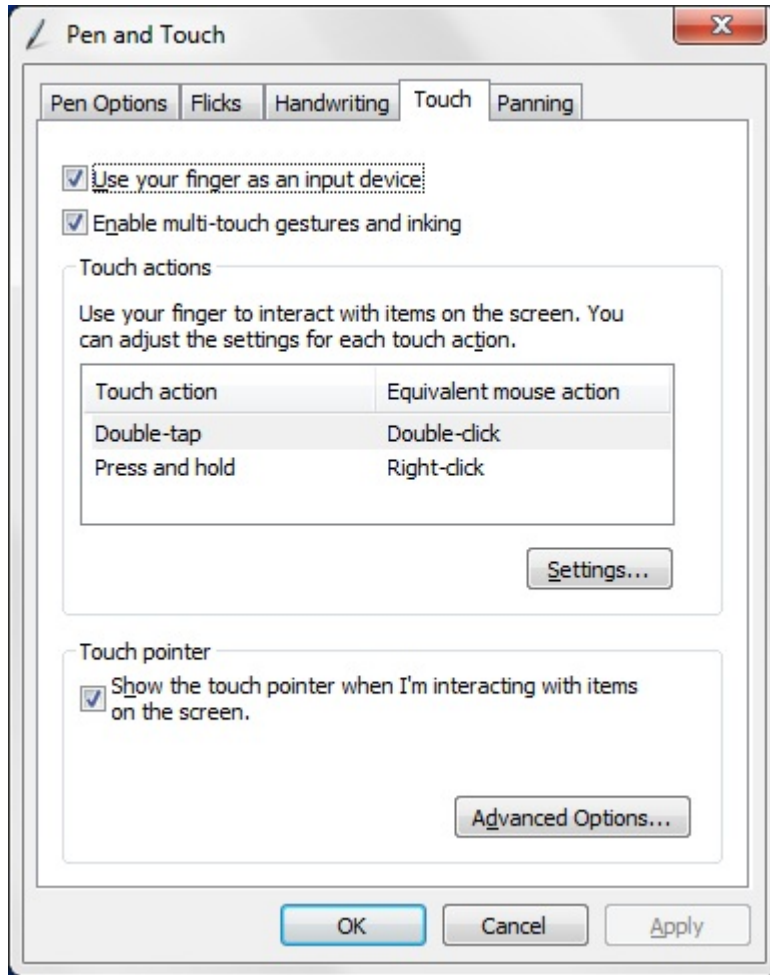 Pen and Touch
Pen Options Flicks Handwriting Touch Panning
Use your finger as an input device
Enable multi-touch gestures and inking
Touch actions
Use your finger to interact with items on the screen. You
can adjust the settings for each touch action.
Touch action Equivalent mouse action
Double-tap Double-click
Press and hold Right-click
Settings...
Touch pointer
Show the touch pointer when I'm interacting with items
on the screen.
Advanced Options...
OK Cancel Apply